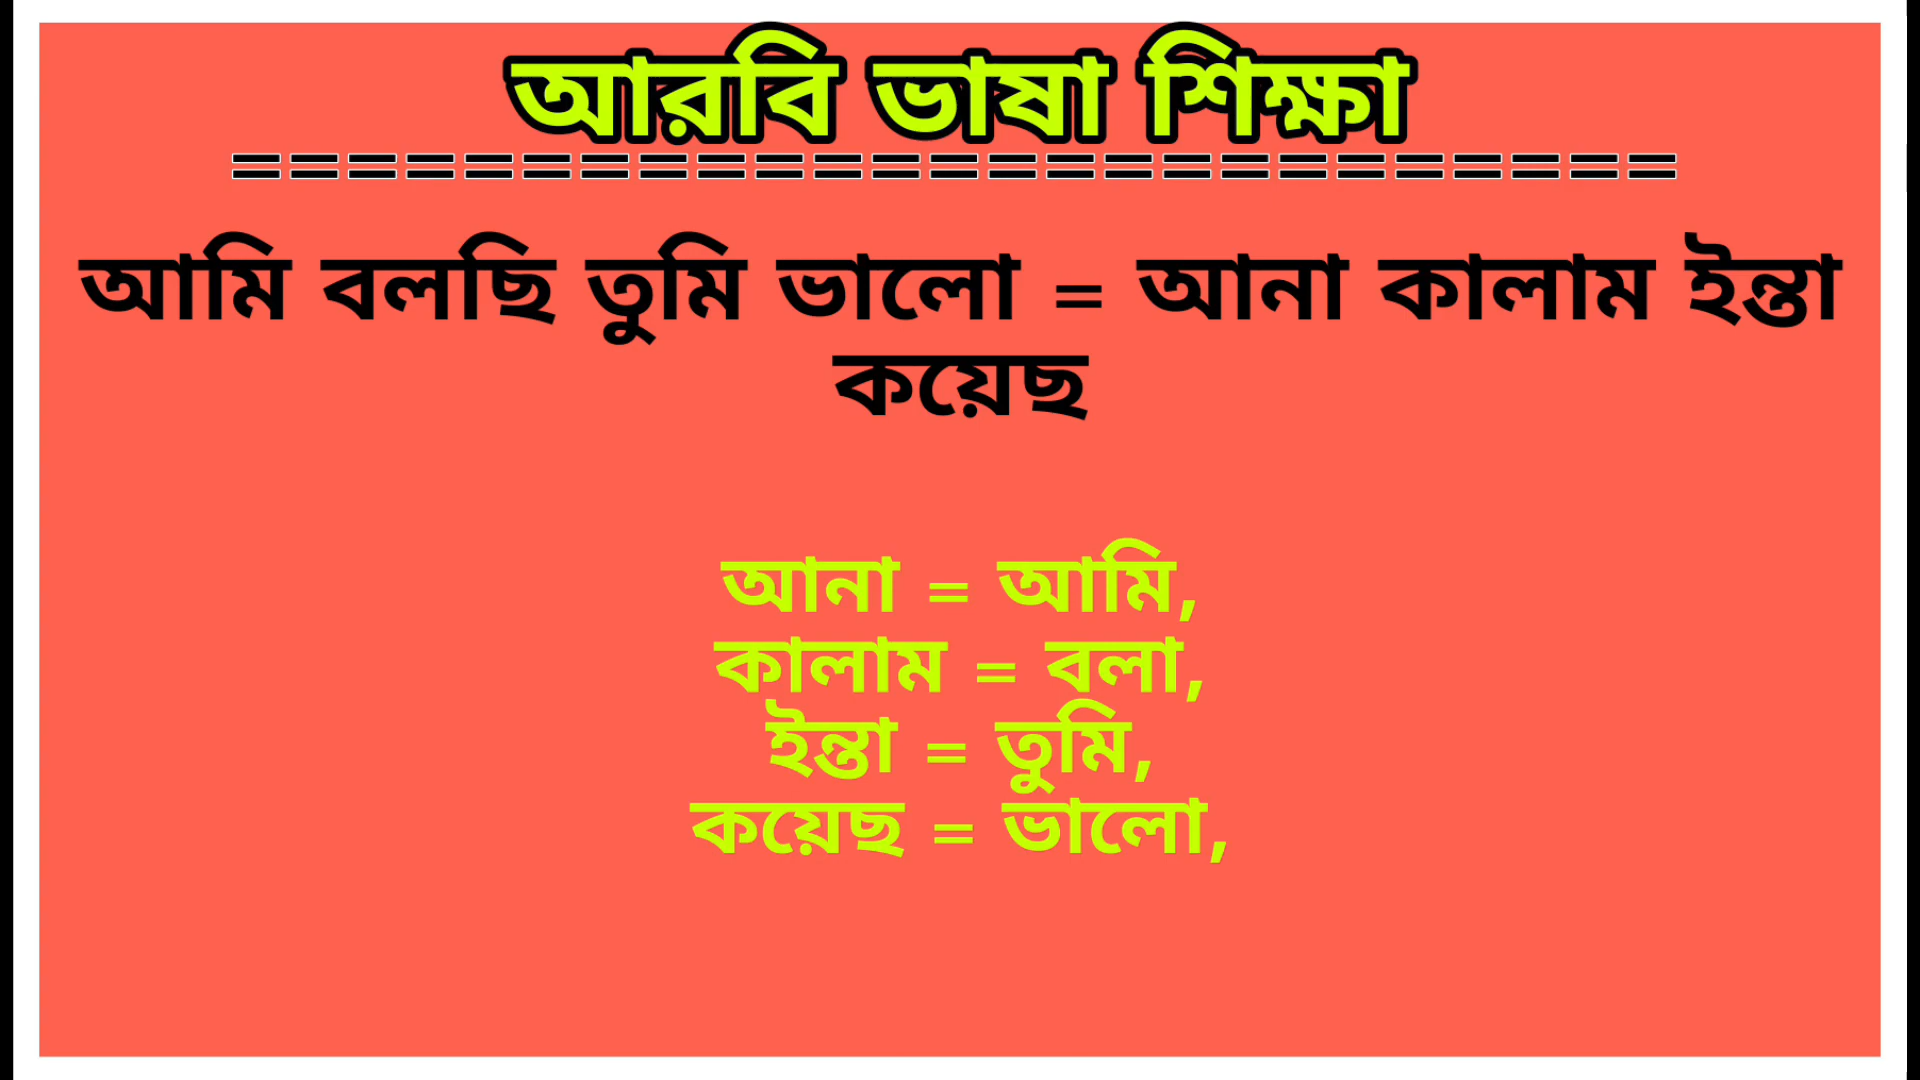 আরবি ভাষা শিক্ষা
=========================
আমি বলছি তুমি ভালো = আনা কালাম ইন্তা
কয়েছ
আনা = আমি,
কালাম = বলা,
ইন্তা = তুমি,
কয়েছ = ভালো,